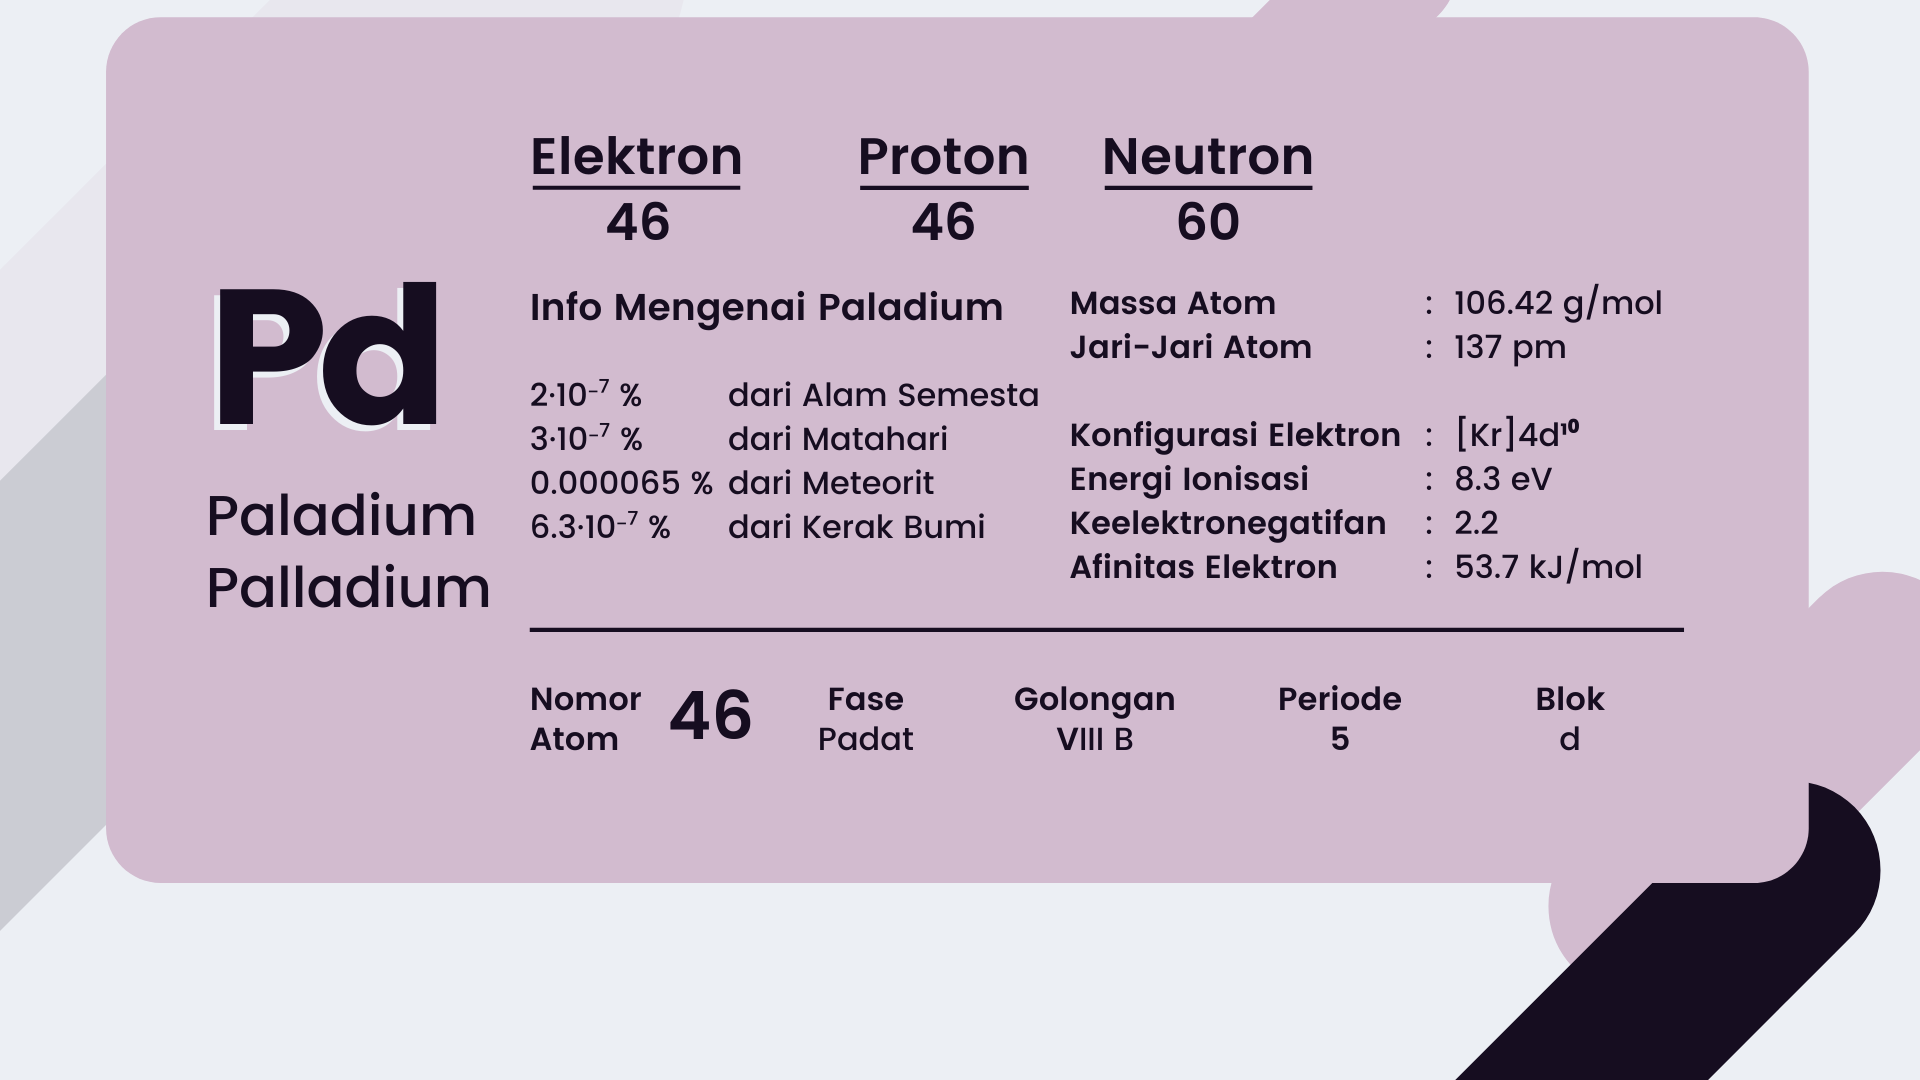 Pd
Paladium
Palladium
Elektron Proton Neutron
46 46 60
Info Mengenai Paladium
2·10⁻⁷ % dari Alam Semesta
3·10⁻⁷ % dari Matahari
0.000065 % dari Meteorit
6.3·10⁻⁷ % dari Kerak Bumi
Massa Atom : 106.42 g/mol
Jari-Jari Atom : 137 pm
Konfigurasi Elektron : [Kr]4d¹⁰
Energi Ionisasi : 8.3 eV
Keelektronegatifan : 2.2
Afinitas Elektron : 53.7 kJ/mol
Nomor Atom 46
Fase
Padat
Golongan
VIII B
Periode
5
Blok
d